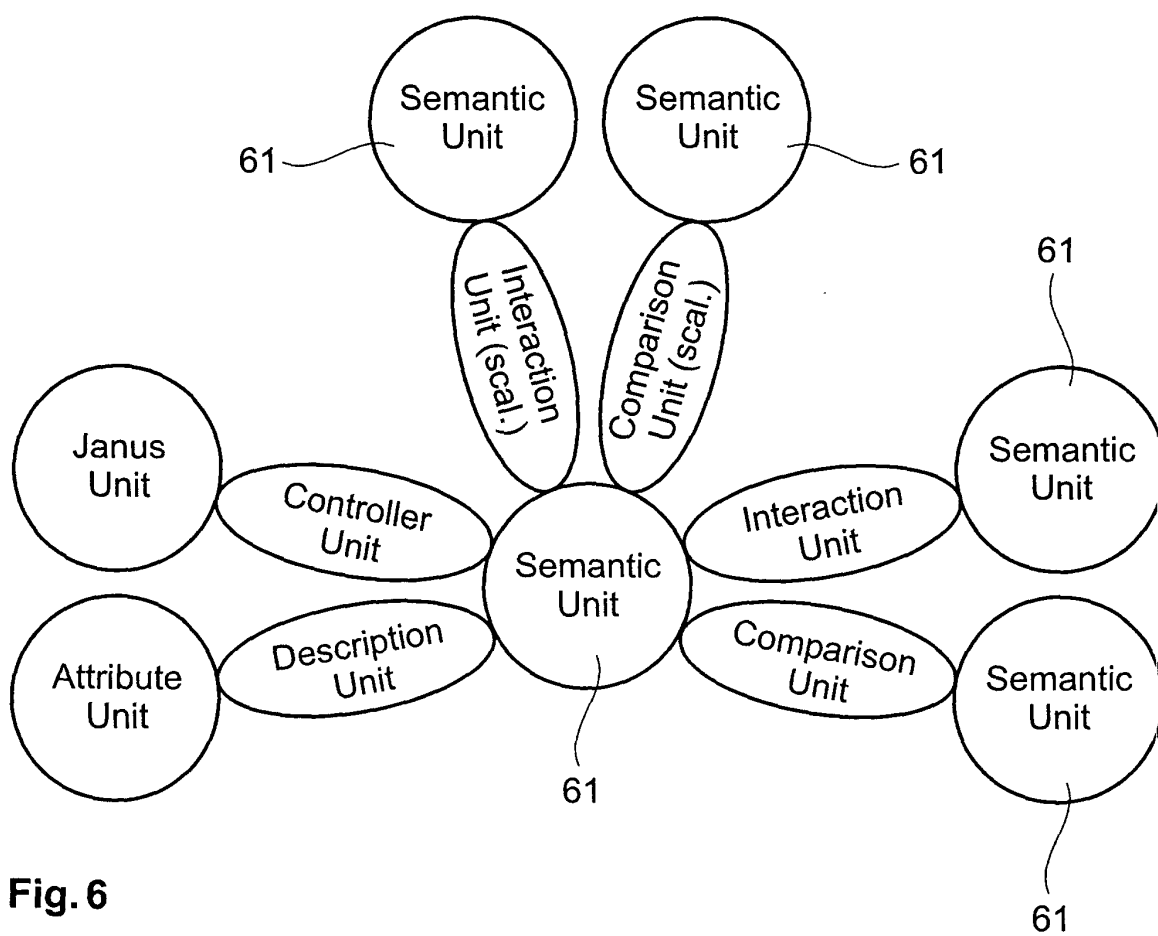 Semantic
Unit
Semantic
Unit
61
61
Interaction
Unit (scal.)
Comparison
Unit (scal.)
61
Janus
Unit
Controller
Unit
Interaction
Unit
Semantic
Unit
Semantic
Unit
Attribute
Unit
Description
Unit
Comparison
Unit
Semantic
Unit
61
61
Fig. 6